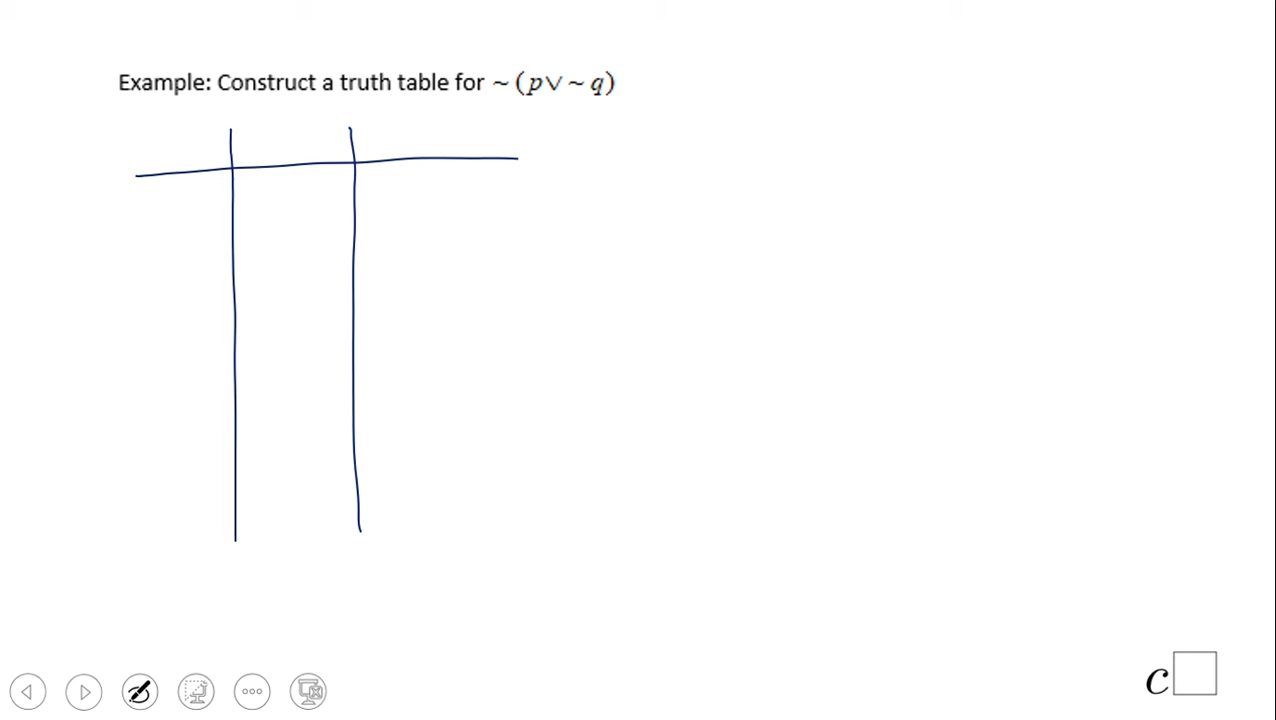 Example: Construct a truth table for ~ (p∨ ~ q)
c